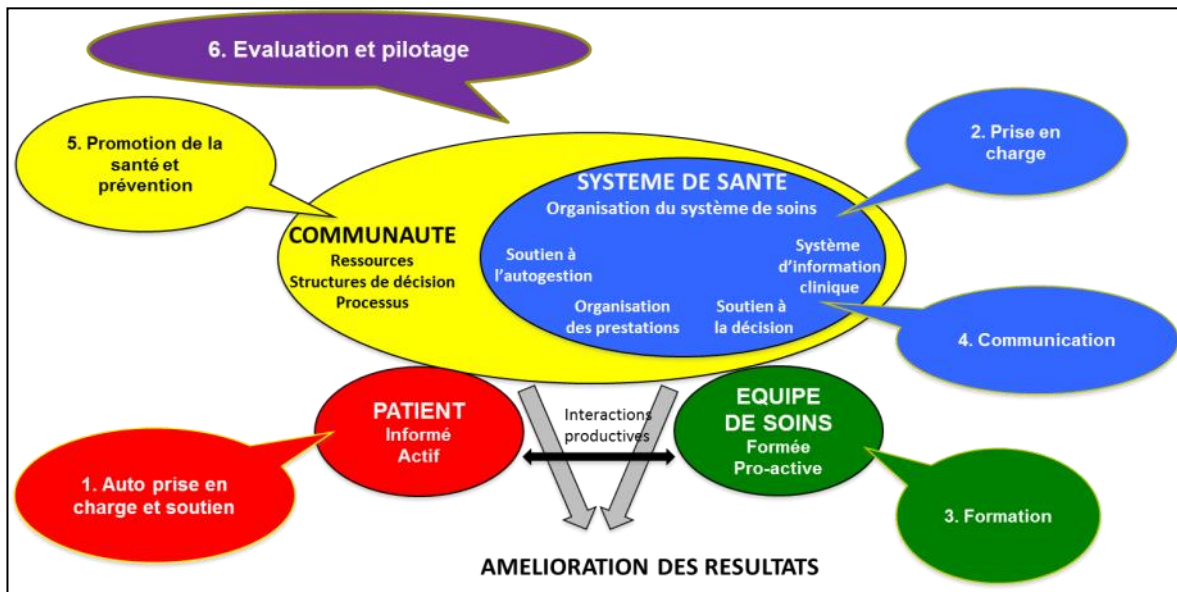 6. Evaluation et pilotage
5. Promotion de la
santé et
prévention
2. Prise en
charge
SYSTEME DE SANTE
Organisation du système de soins
COMMUNAUTE
Ressources
Structures de décision
Processus
Soutien à
l’autogestion
Système
d’information
clinique
Organisation
des prestations
Soutien à
la décision
4. Communication
PATIENT
Informé
Actif
Interactions
productives
EQUIPE
DE SOINS
Formée
Pro-active
1. Auto prise en
charge et soutien
3. Formation
AMELIORATION DES RESULTATS